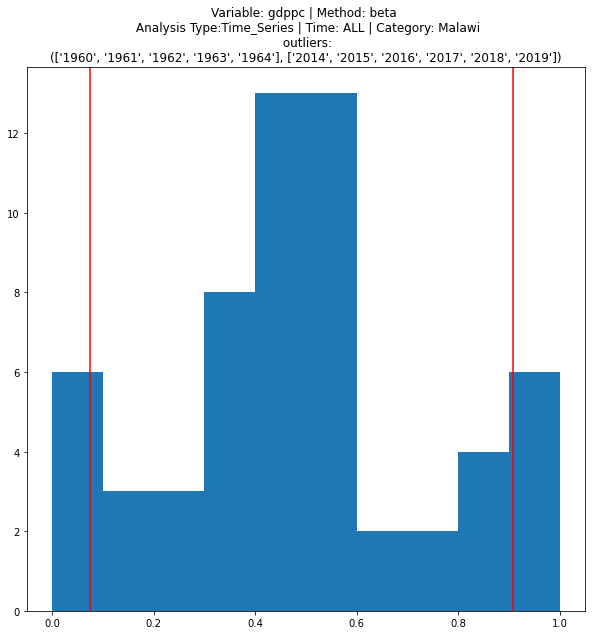 Variable: gdppc | Method: beta
Analysis Type:Time_Series | Time: ALL | Category: Malawi
outliers:
(['1960', '1961', '1962', '1963', '1964'], ['2014', '2015', '2016', '2017', '2018', '2019'])
12
10
8
6
4
2
0
0.0 0.2 0.4 0.6 0.8 1.0